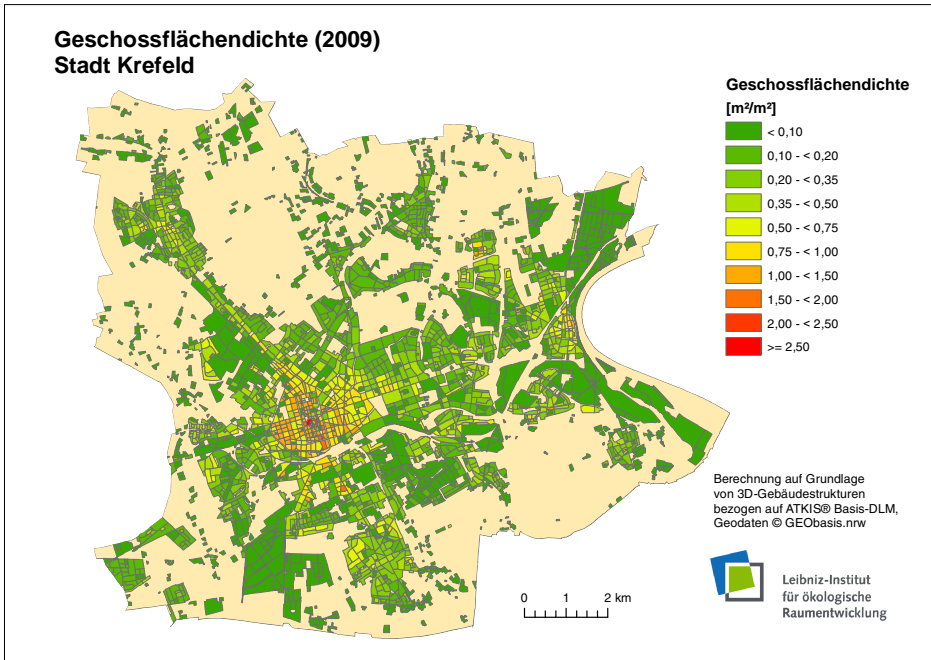 Geschossflächendichte (2009)
Stadt Krefeld
Geschossflächendichte
[m²/m²]
< 0,10
0,10 - < 0,20
0,20 - < 0,35
0,35 - < 0,50
0,50 - < 0,75
0,75 - < 1,00
1,00 - < 1,50
1,50 - < 2,00
2,00 - < 2,50
>= 2,50
Berechnung auf Grundlage
von 3D-Gebäudestrukturen
bezogen auf ATKIS® Basis-DLM,
Geodaten © GEObasis.nrw
Leibniz-Institut
für ökologische
Raumentwicklung
0 1 2 km